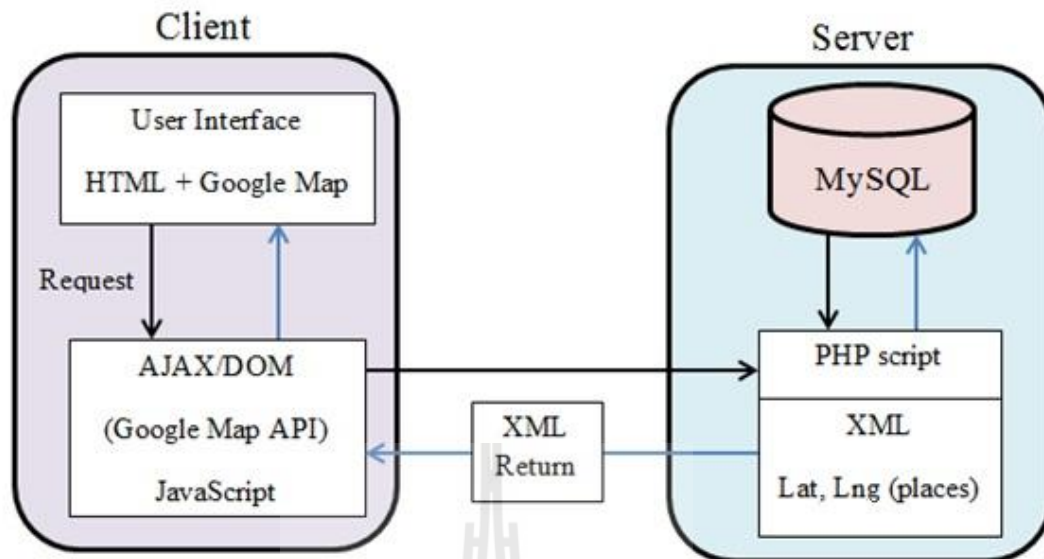 Client
User Interface
HTML + Google Map
Request
AJAX/DOM
(Google Map API)
JavaScript
XML
Return
Server
MySQL
PHP script
XML
Lat, Lng (places)